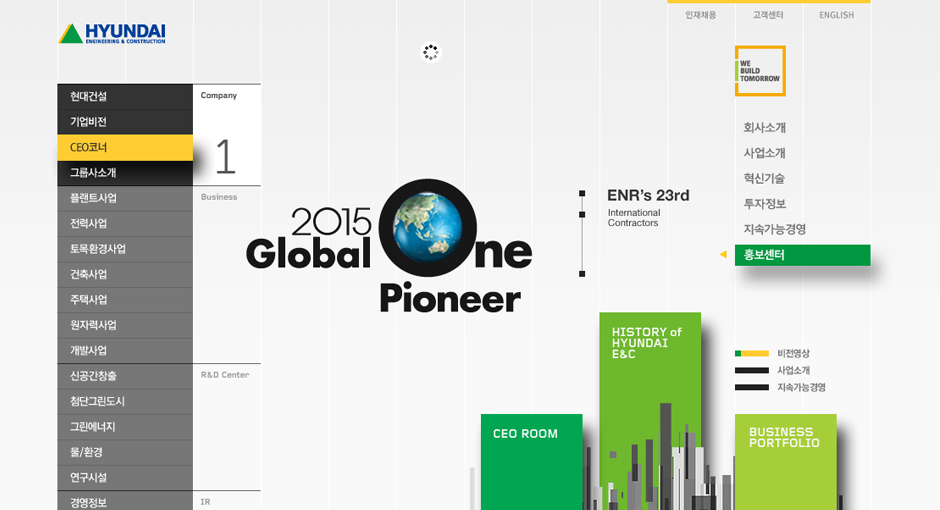 인재채용
고객센터
ENGLISH
HYUNDAI
ENGINEERING & CONSTRUCTION
WE
BUILD
TOMORROW
현대건설
기업비전
CEO코너
그룹사소개
플랜트사업
전력사업
토목환경사업
건축사업
주택사업
원자력사업
개발사업
신공간창출
첨단그린도시
그린에너지
물/환경
연구시설
경영정보
Company
1
Business
R&D Center
IR
2015
Global One
Pioneer
ENR's 23rd
International
Contractors
회사소개
사업소개
혁신기술
투자정보
지속가능경영
홍보센터
비전영상
사업소개
지속가능경영
HISTORY of
HYUNDAI
E&C
CEO ROOM
BUSINESS
PORTFOLIO